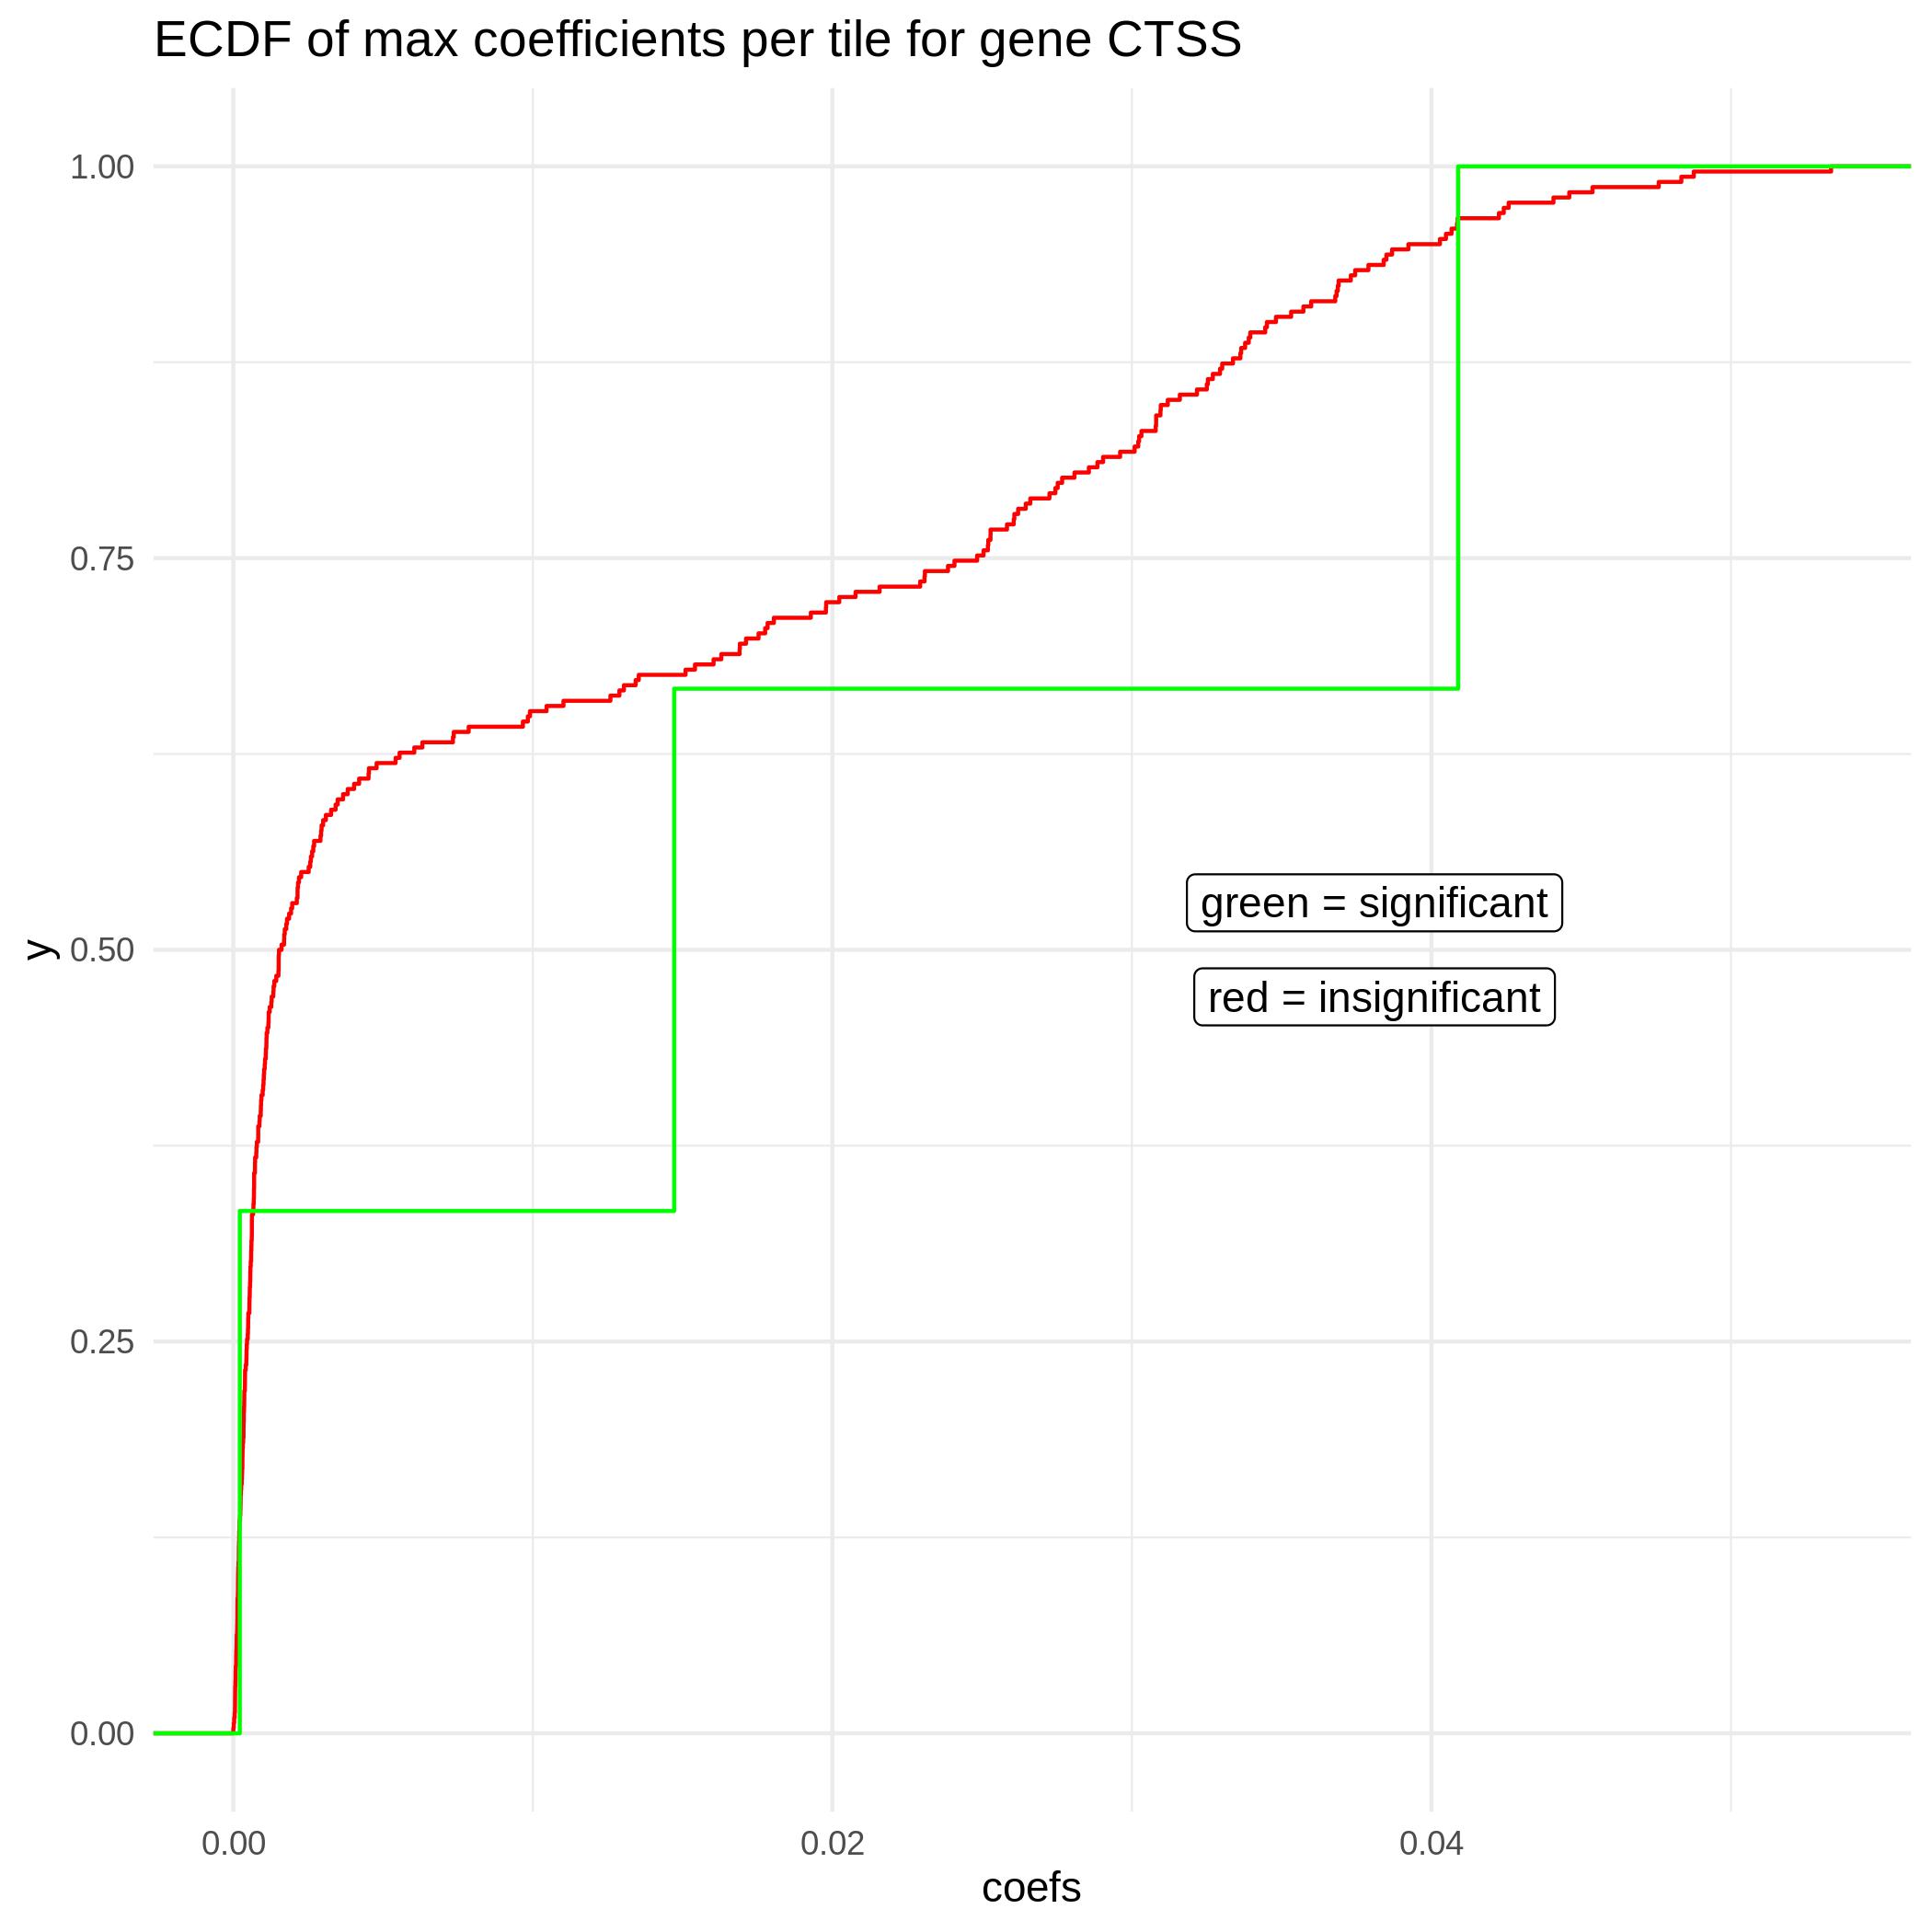 ECDF of max coefficients per tile for gene CTSS
1.00
0.75
0.50
0.25
0.00
y
green = significant
red = insignificant
0.00
0.02
0.04
coefs